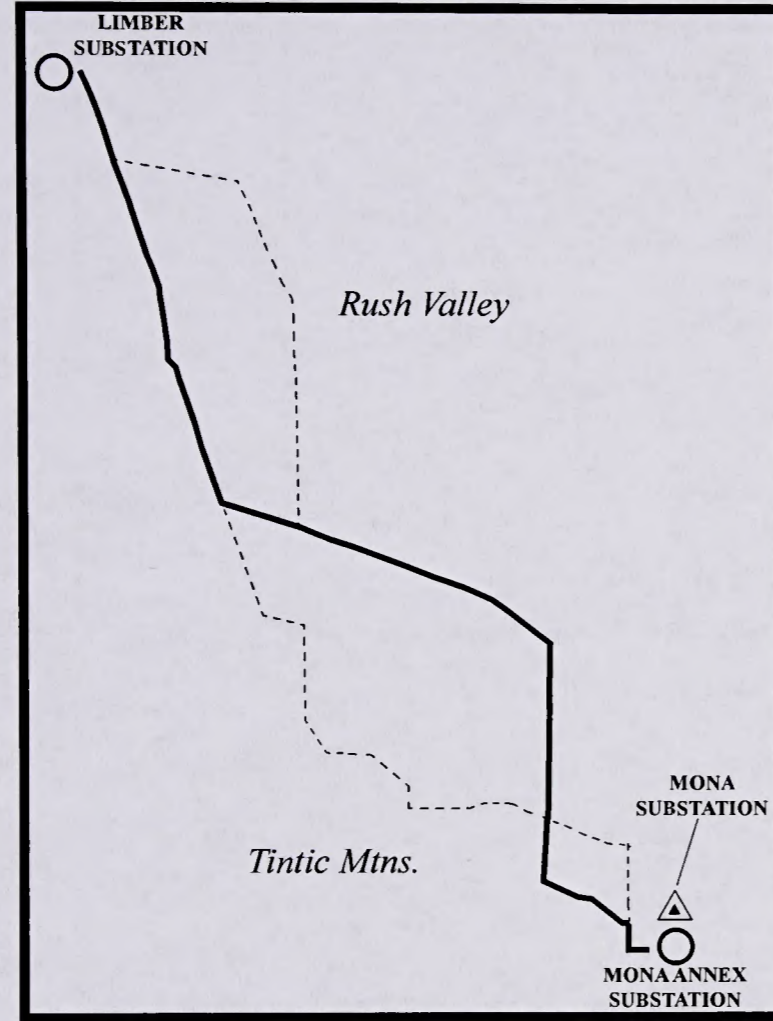 LIMBER
SUBSTATION
Rush Valley
MONA
SUBSTATION
Tintic Mtns.
MONA ANNEX
SUBSTATION